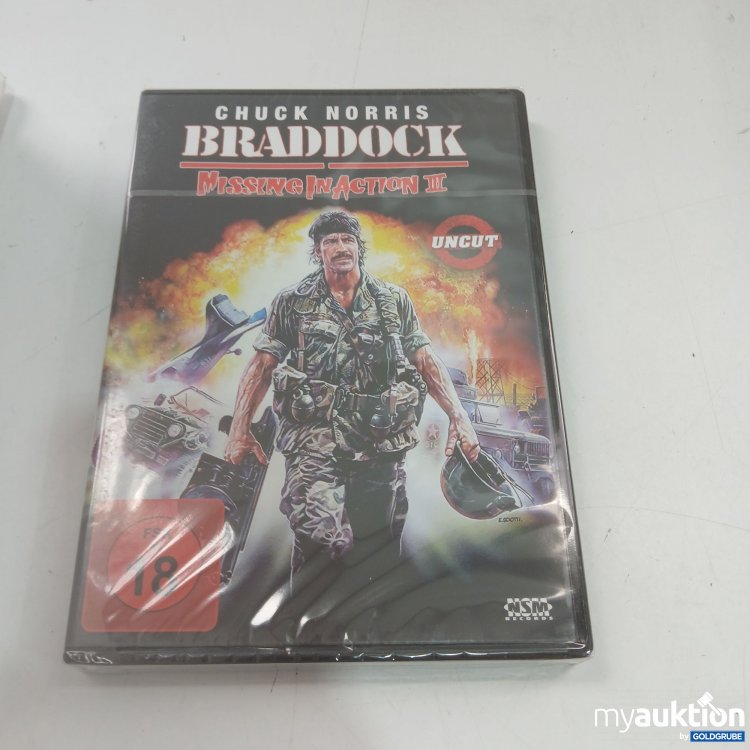 CHUCK NORRIS
BRADDOCK
MISSING IN ACTION III
UNCUT
18
NSM
RECORDS
myauktion
by GOLDGRUBE